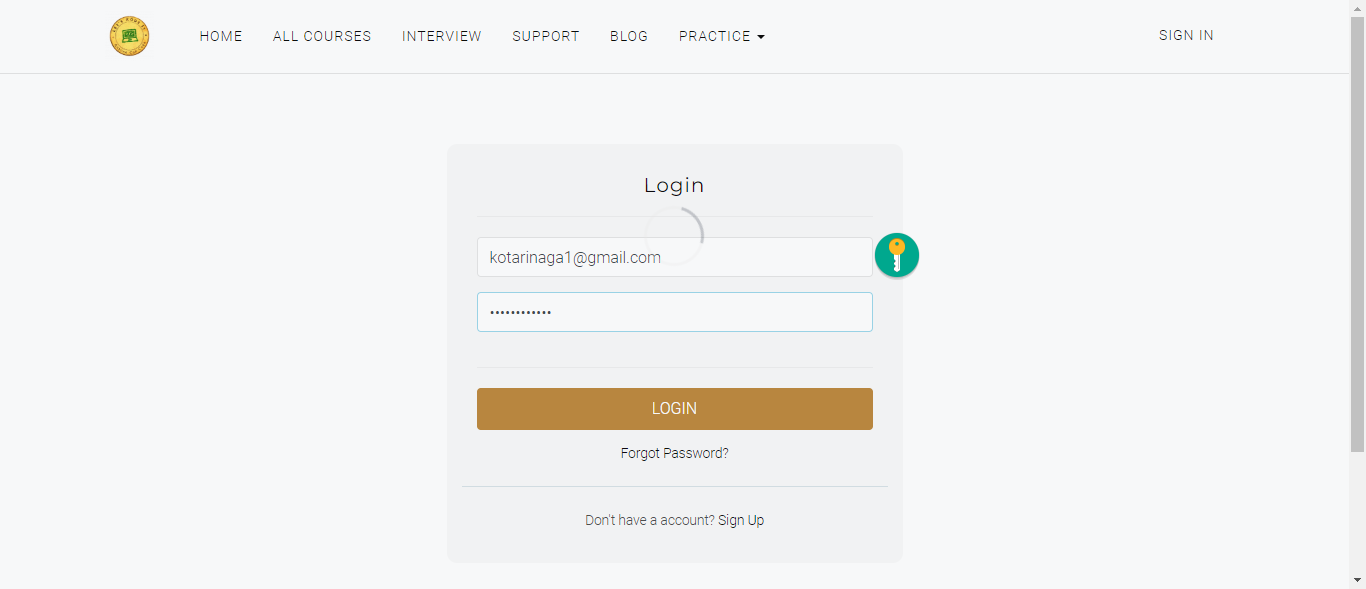 HOME ALL COURSES INTERVIEW SUPPORT BLOG PRACTICE SIGN IN
Login
kotarinaga1@gmail.com
••••••••••••
LOGIN
Forgot Password?
Don't have a account? Sign Up